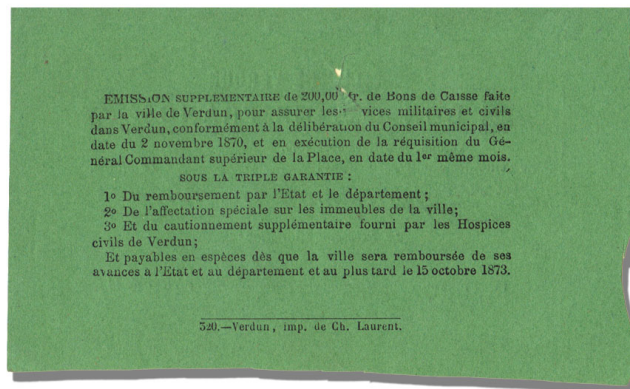 EMISSION SUPPLÉMENTAIRE de 200,00 fr. de Bons de Caisse faite
par la ville de Verdun, pour assurer les vices militaires et civils
dans Verdun, conformément à la délibération du Conseil municipal, en
date du 2 novembre 1870, et en exécution de la réquisition du Gé-
néral Commandant supérieur de la Place, en date du 1er même mois.
SOUS LA TRIPLE GARANTIE :
1o Du remboursement par l'Etat et le département ;
2o De l'affectation spéciale sur les immeubles de la ville;
3o Et du cautionnement supplémentaire fourni par les Hospices
civils de Verdun;
Et payables en espèces dès que la ville sera remboursée de ses
avances à l'Etat et au département et au plus tard le 15 octobre 1873.
320.—Verdun, imp. de Ch. Laurent.